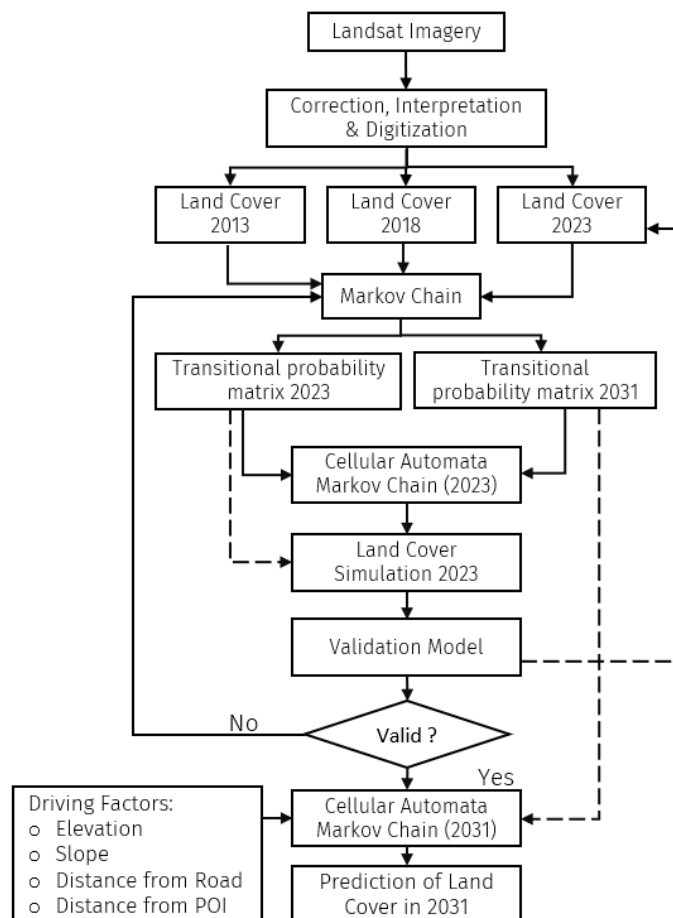 Landsat Imagery
Correction, Interpretation
& Digitization
Land Cover
2013
Land Cover
2018
Land Cover
2023
Markov Chain
Transitional probability
matrix 2023
Transitional
probability matrix 2031
Cellular Automata
Markov Chain (2023)
Land Cover
Simulation 2023
Validation Model
No
Valid ?
Yes
Driving Factors:
o Elevation
o Slope
o Distance from Road
o Distance from POI
Cellular Automata
Markov Chain (2031)
Prediction of Land
Cover in 2031